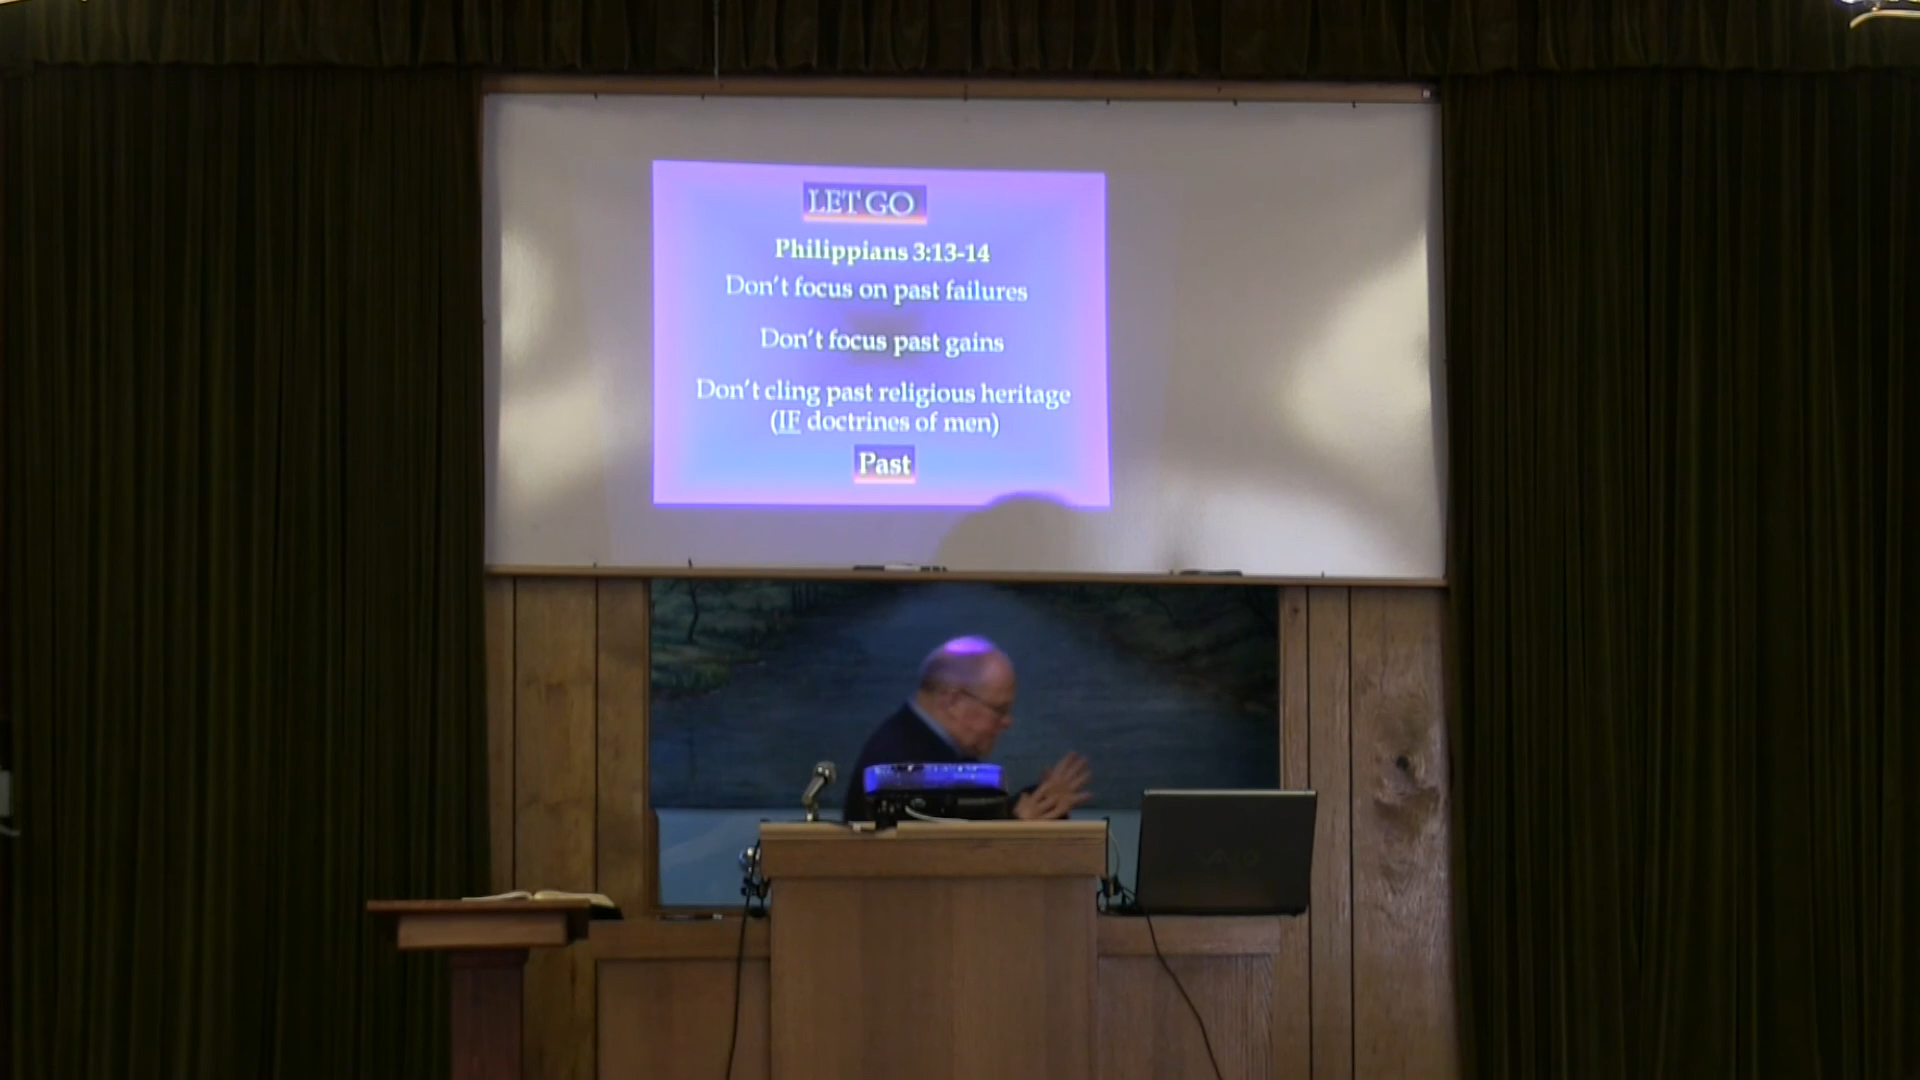 LET GO
Philippians 3:13-14
Don't focus on past failures
Don't focus past gains
Don't cling past religious heritage
(IF doctrines of men)
Past
VAIO